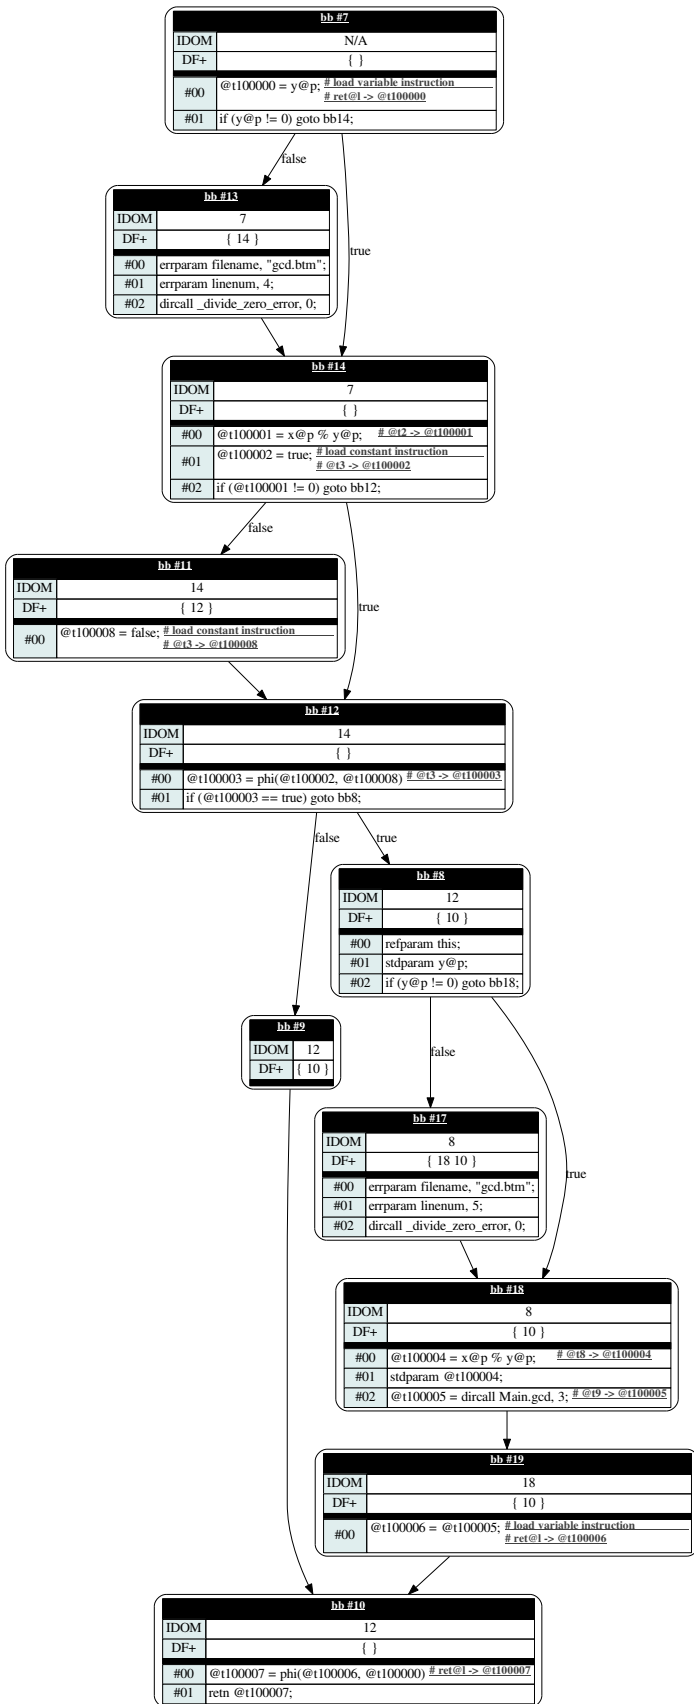 bb #7
IDOM N/A
DF+ { }
#00 @t100000 = y@p; # load variable instruction
# ret@l -> @t100000
#01 if (y@p != 0) goto bb14;
false
bb #13
IDOM 7
DF+ { 14 }
true
#00 errparam filename, "gcd.btm";
#01 errparam linenum, 4;
#02 dircall _divide_zero_error, 0;
bb #14
IDOM 7
DF+ { }
#00 @t100001 = x@p % y@p; # @t2 -> @t100001
#01 @t100002 = true; # load constant instruction
# @t3 -> @t100002
#02 if (@t100001 != 0) goto bb12;
false
bb #11
IDOM 14
DF+ { 12 }
true
#00 @t100008 = false; # load constant instruction
# @t3 -> @t100008
bb #12
IDOM 14
DF+ { }
#00 @t100003 = phi(@t100002, @t100008) # @t3 -> @t100003
#01 if (@t100003 == true) goto bb8;
false true
bb #8
IDOM 12
DF+ { 10 }
#00 refparam this;
#01 stdparam y@p;
#02 if (y@p != 0) goto bb18;
bb #9
IDOM 12
DF+ { 10 }
false
bb #17
IDOM 8
DF+ { 18 10 }
true
#00 errparam filename, "gcd.btm";
#01 errparam linenum, 5;
#02 dircall _divide_zero_error, 0;
bb #18
IDOM 8
DF+ { 10 }
#00 @t100004 = x@p % y@p; # @t8 -> @t100004
#01 stdparam @t100004;
#02 @t100005 = dircall Main.gcd, 3; # @t9 -> @t100005
bb #19
IDOM 18
DF+ { 10 }
#00 @t100006 = @t100005; # load variable instruction
# ret@l -> @t100006
bb #10
IDOM 12
DF+ { }
#00 @t100007 = phi(@t100006, @t100000) # ret@l -> @t100007
#01 retn @t100007;